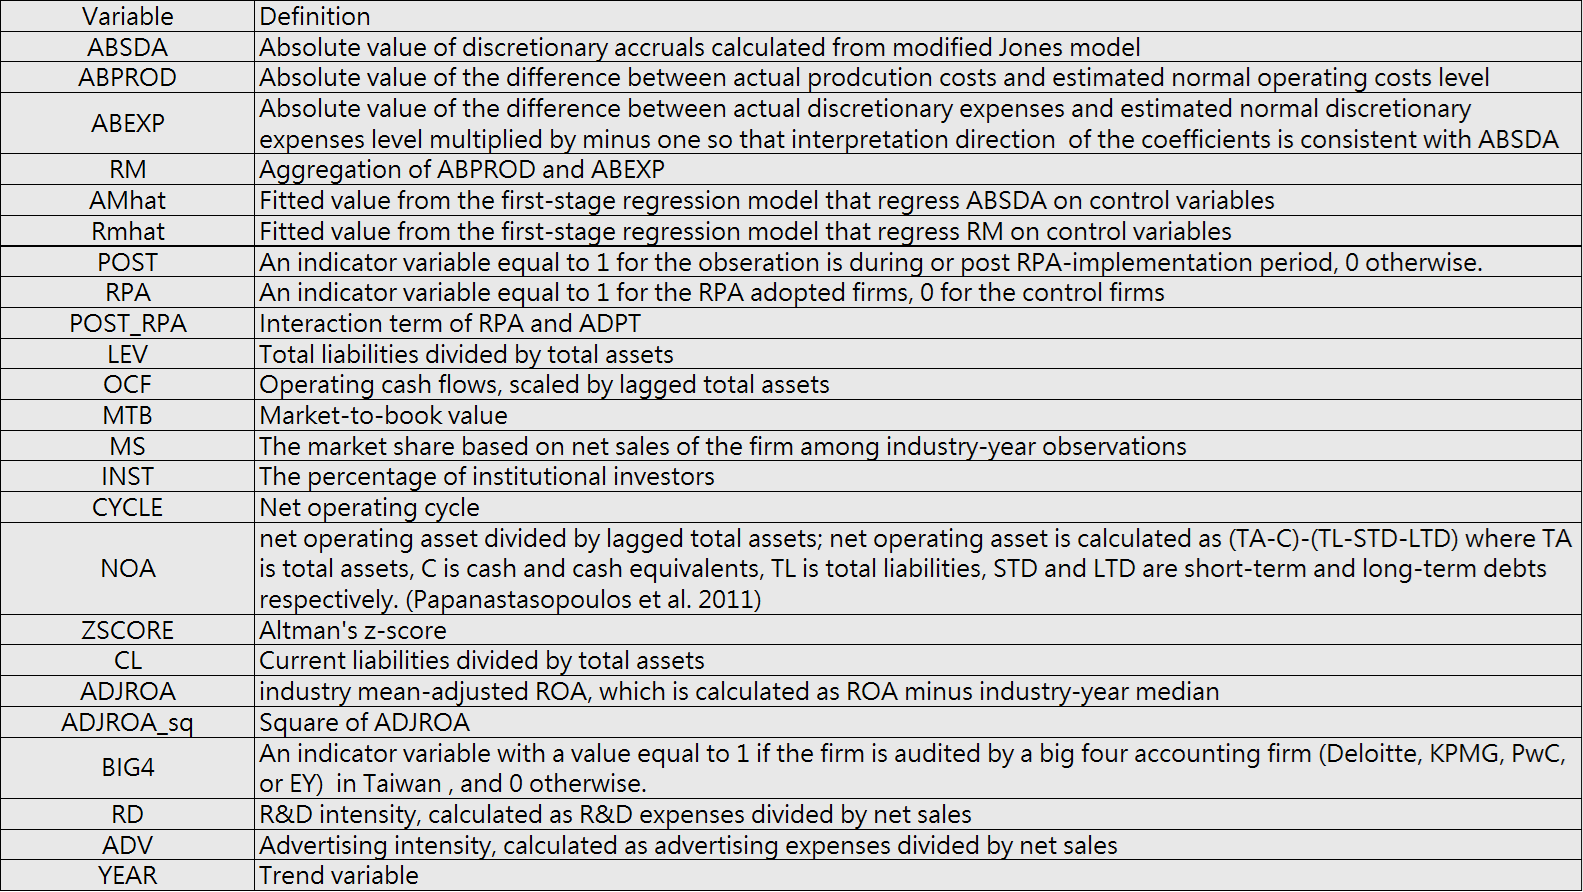 Variable Definition
ABSDA Absolute value of discretionary accruals calculated from modified Jones model
ABPROD Absolute value of the difference between actual prodcution costs and estimated normal operating costs level
ABEXP Absolute value of the difference between actual discretionary expenses and estimated normal discretionary
expenses level multiplied by minus one so that interpretation direction  of the coefficients is consistent with ABSDA
RM Aggregation of ABPROD and ABEXP
AMhat Fitted value from the first-stage regression model that regress ABSDA on control variables
Rmhat Fitted value from the first-stage regression model that regress RM on control variables
POST An indicator variable equal to 1 for the obseration is during or post RPA-implementation period, 0 otherwise.
RPA An indicator variable equal to 1 for the RPA adopted firms, 0 for the control firms
POST_RPA Interaction term of RPA and ADPT
LEV Total liabilities divided by total assets
OCF Operating cash flows, scaled by lagged total assets
MTB Market-to-book value
MS The market share based on net sales of the firm among industry-year observations
INST The percentage of institutional investors
CYCLE Net operating cycle
NOA net operating asset divided by lagged total assets; net operating asset is calculated as (TA-C)-(TL-STD-LTD) where TA
is total assets, C is cash and cash equivalents, TL is total liabilities, STD and LTD are short-term and long-term debts
respectively. (Papanastasopoulos et al. 2011)
ZSCORE Altman's z-score
CL Current liabilities divided by total assets
ADJROA industry mean-adjusted ROA, which is calculated as ROA minus industry-year median
ADJROA_sq Square of ADJROA
BIG4 An indicator variable with a value equal to 1 if the firm is audited by a big four accounting firm (Deloitte, KPMG, PwC,
or EY)  in Taiwan , and 0 otherwise.
RD R&D intensity, calculated as R&D expenses divided by net sales
ADV Advertising intensity, calculated as advertising expenses divided by net sales
YEAR Trend variable